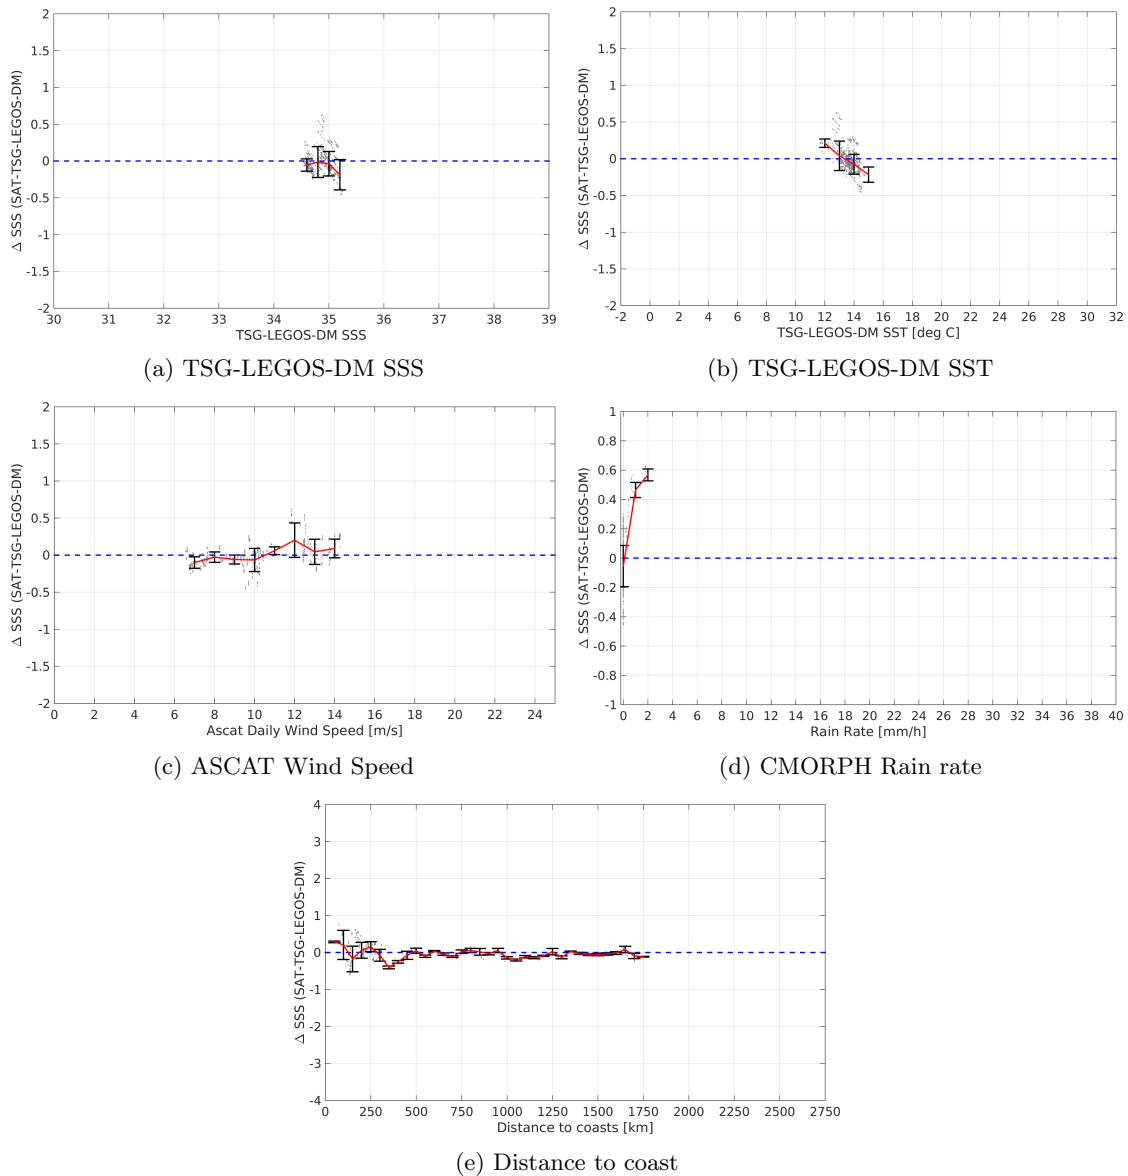 2
1.5
1
0.5
0
-0.5
-1
-1.5
-2
Δ SSS (SAT-TSG-LEGOS-DM)
30 31 32 33 34 35 36 37 38 39
TSG-LEGOS-DM SSS
(a) TSG-LEGOS-DM SSS
2
1.5
1
0.5
0
-0.5
-1
-1.5
-2
Δ SSS (SAT-TSG-LEGOS-DM)
-2 0 2 4 6 8 10 12 14 16 18 20 22 24 26 28 30 32
TSG-LEGOS-DM SST [deg C]
(b) TSG-LEGOS-DM SST
2
1.5
1
0.5
0
-0.5
-1
-1.5
-2
Δ SSS (SAT-TSG-LEGOS-DM)
0 2 4 6 8 10 12 14 16 18 20 22 24
Ascat Daily Wind Speed [m/s]
(c) ASCAT Wind Speed
1
0.8
0.6
0.4
0.2
0
-0.2
-0.4
-0.6
-0.8
-1
Δ SSS (SAT-TSG-LEGOS-DM)
0 2 4 6 8 10 12 14 16 18 20 22 24 26 28 30 32 34 36 38 40
Rain Rate [mm/h]
(d) CMORPH Rain rate
4
3
2
1
0
-1
-2
-3
-4
Δ SSS (SAT-TSG-LEGOS-DM)
0 250 500 750 1000 1250 1500 1750 2000 2250 2500 2750
Distance to coasts [km]
(e) Distance to coast